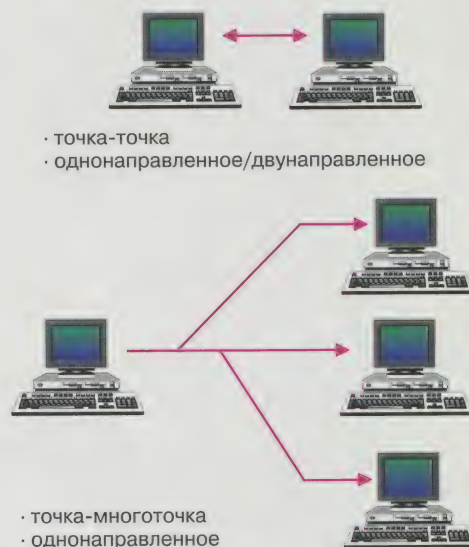 · точка-точка
· однонаправленное/двунаправленное
· точка-многоточка
· однонаправленное